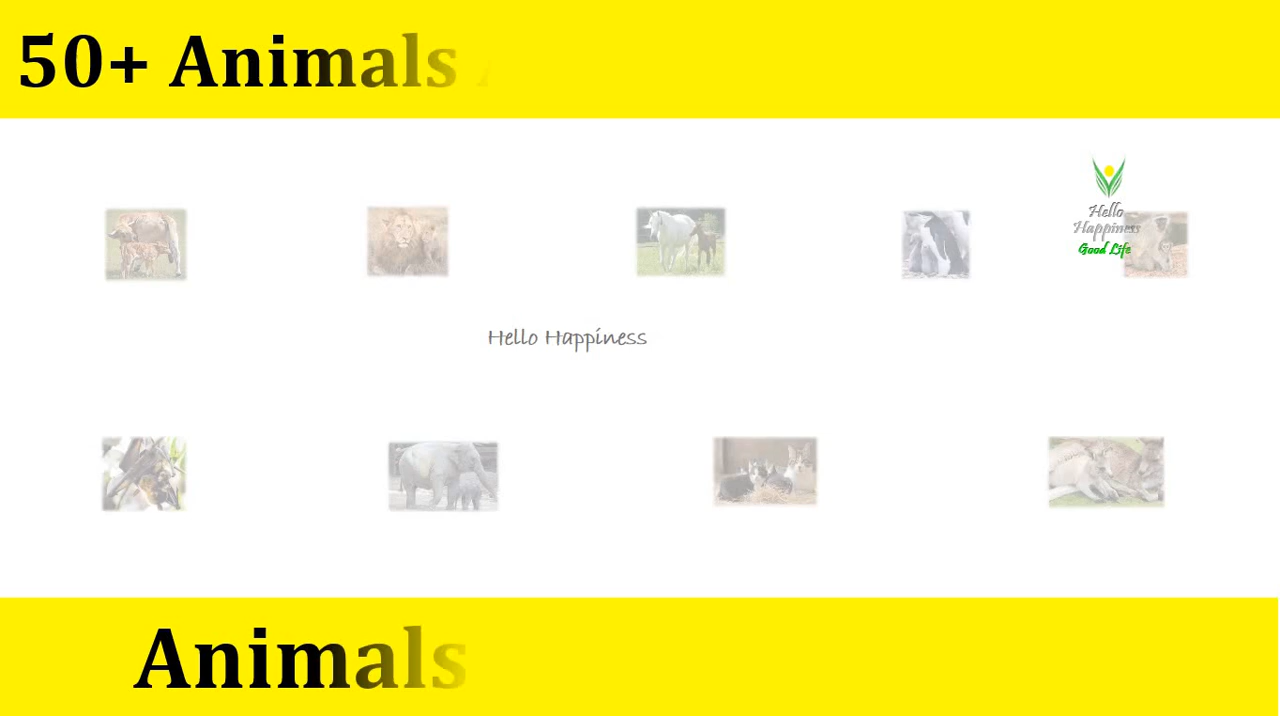 50+ Animals
Hello
Happiness
Good Life
Hello Happiness
Animals